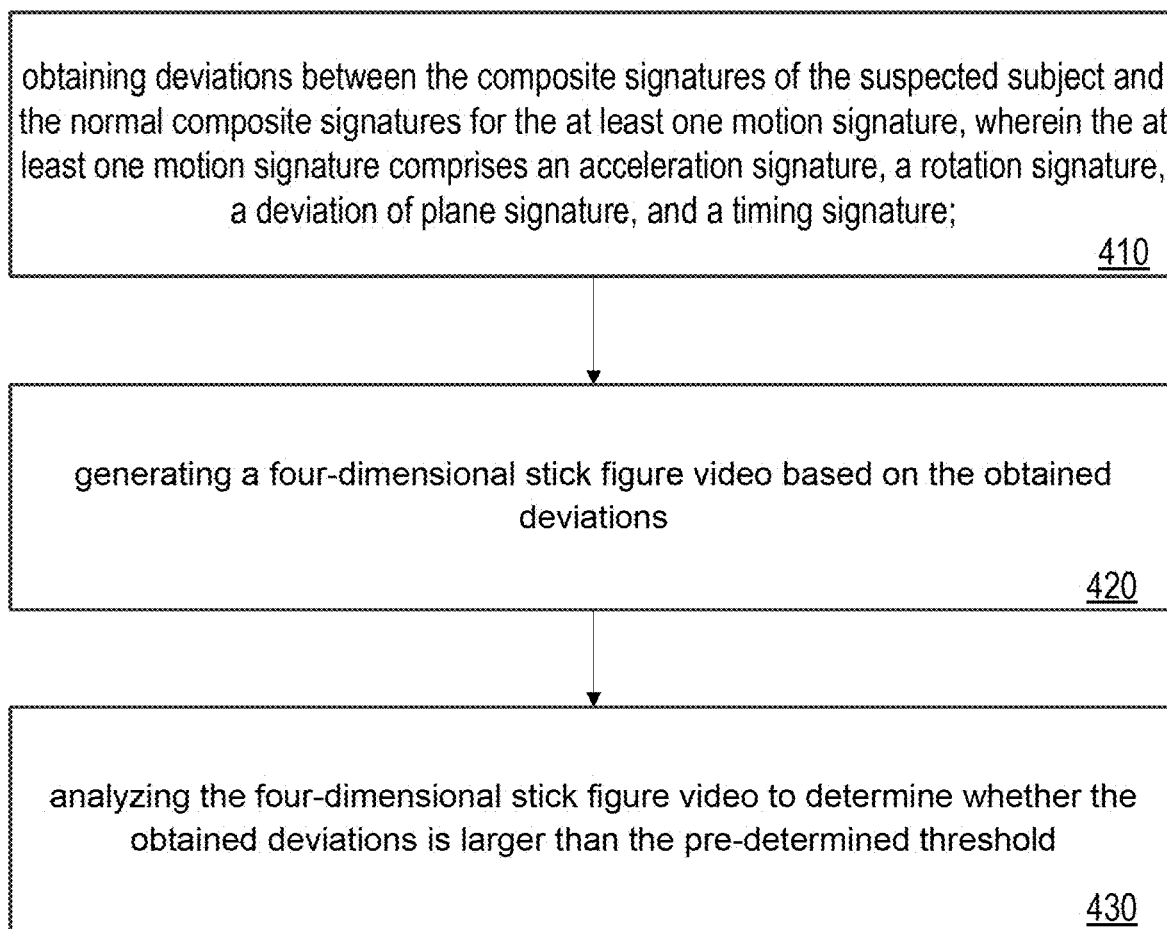 obtaining deviations between the composite signatures of the suspected subject and
the normal composite signatures for the at least one motion signature, wherein the at
least one motion signature comprises an acceleration signature, a rotation signature,
a deviation of plane signature, and a timing signature;
410
generating a four-dimensional stick figure video based on the obtained
deviations
420
analyzing the four-dimensional stick figure video to determine whether the
obtained deviations is larger than the pre-determined threshold
430